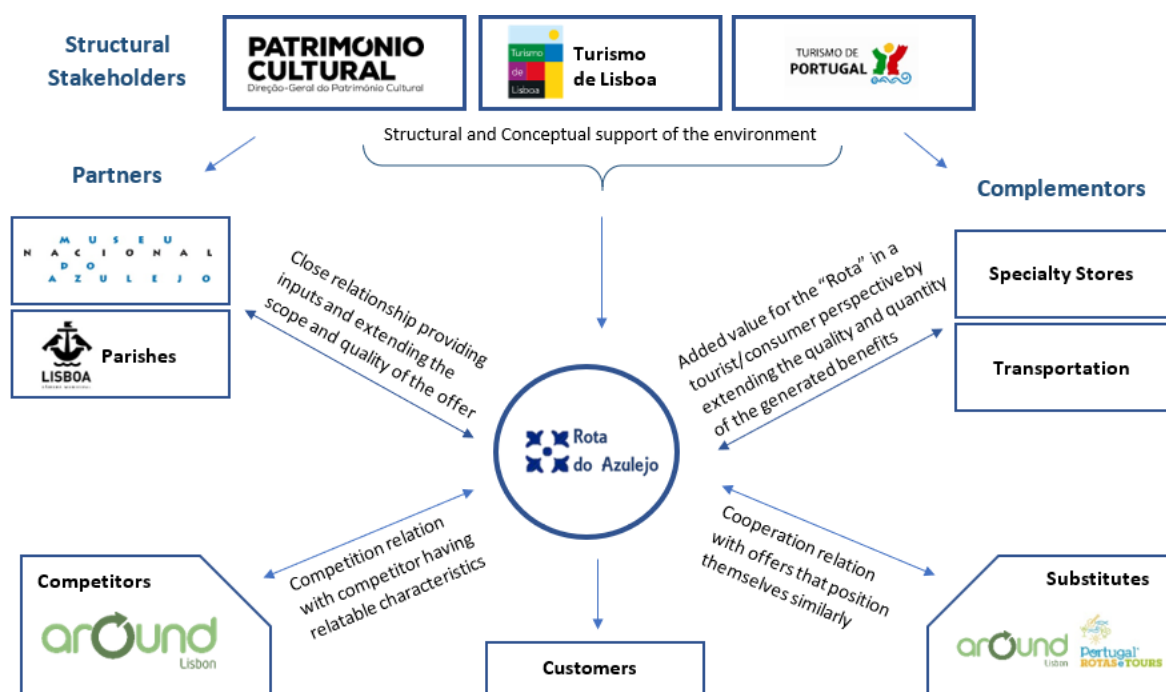 Structural
Stakeholders
PATRIMÓNIO
CULTURAL
Direção-Geral do Património Cultural
Turismo
de
Lisboa
Turismo
de Lisboa
TURISMO DE
PORTUGAL
Structural and Conceptual support of the environment
Partners
Complementors
MUSEU
NACIONAL
DO
AZULEJO
LISBOA
CÂMARA MUNICIPAL
Parishes
Close relationship providing
inputs and extending the
scope and quality of the offer
Added value for the “Rota” in a
tourist/consumer perspective by
extending the quality and quantity
of the generated benefits
Specialty Stores
Transportation
Rota
do Azulejo
Competition relation
with competitor having
relatable characteristics
Cooperation relation
with offers that position
themselves similarly
Competitors
around
Lisbon
Customers
Substitutes
around
Lisbon
Portugal
ROTAS e TOURS